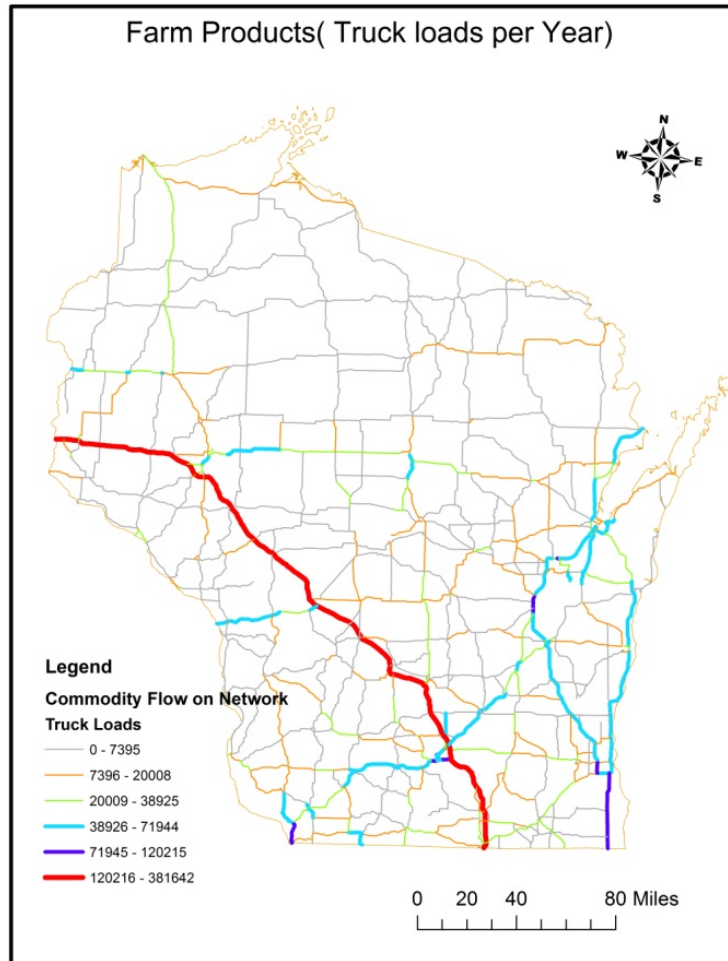 Farm Products( Truck loads per Year)
N
W E
S
Legend
Commodity Flow on Network
Truck Loads
0 - 7395
7396 - 20008
20009 - 38925
38926 - 71944
71945 - 120215
120216 - 381642
0 20 40 80 Miles